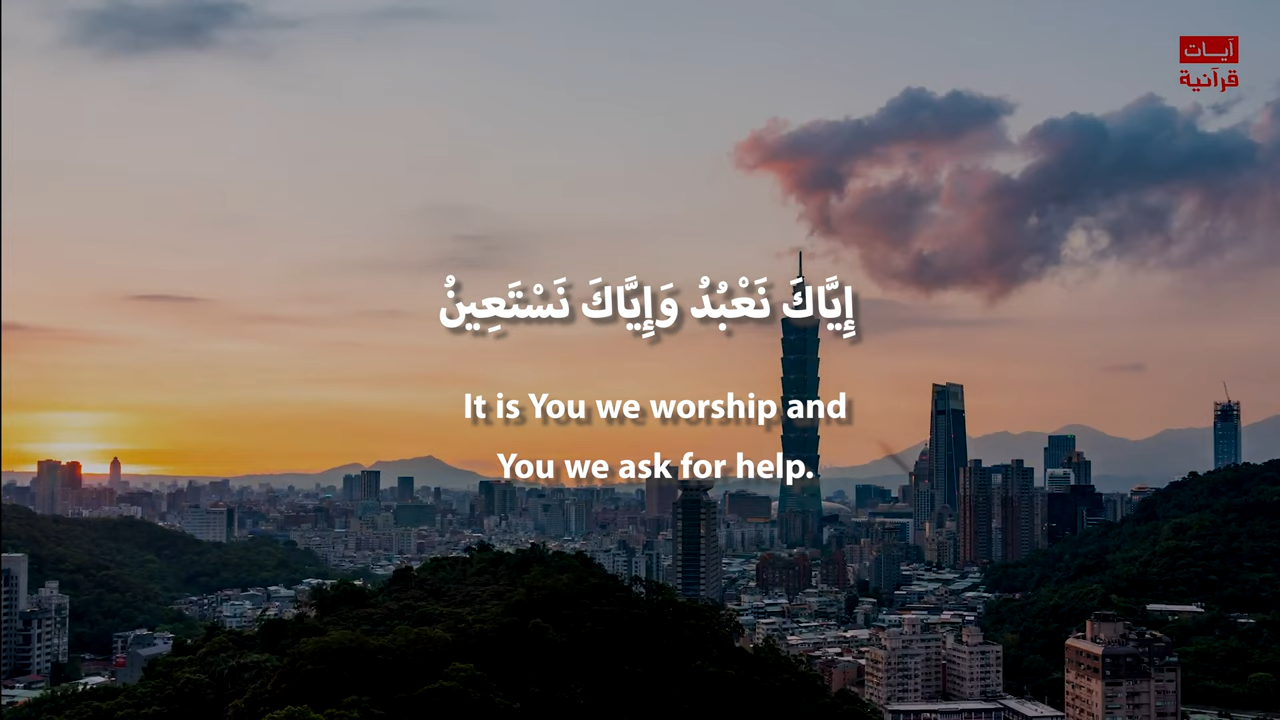 آيات
قرآنية
إِيَّاكَ نَعْبُدُ وَإِيَّاكَ نَسْتَعِينُ
It is You we worship and
You we ask for help.